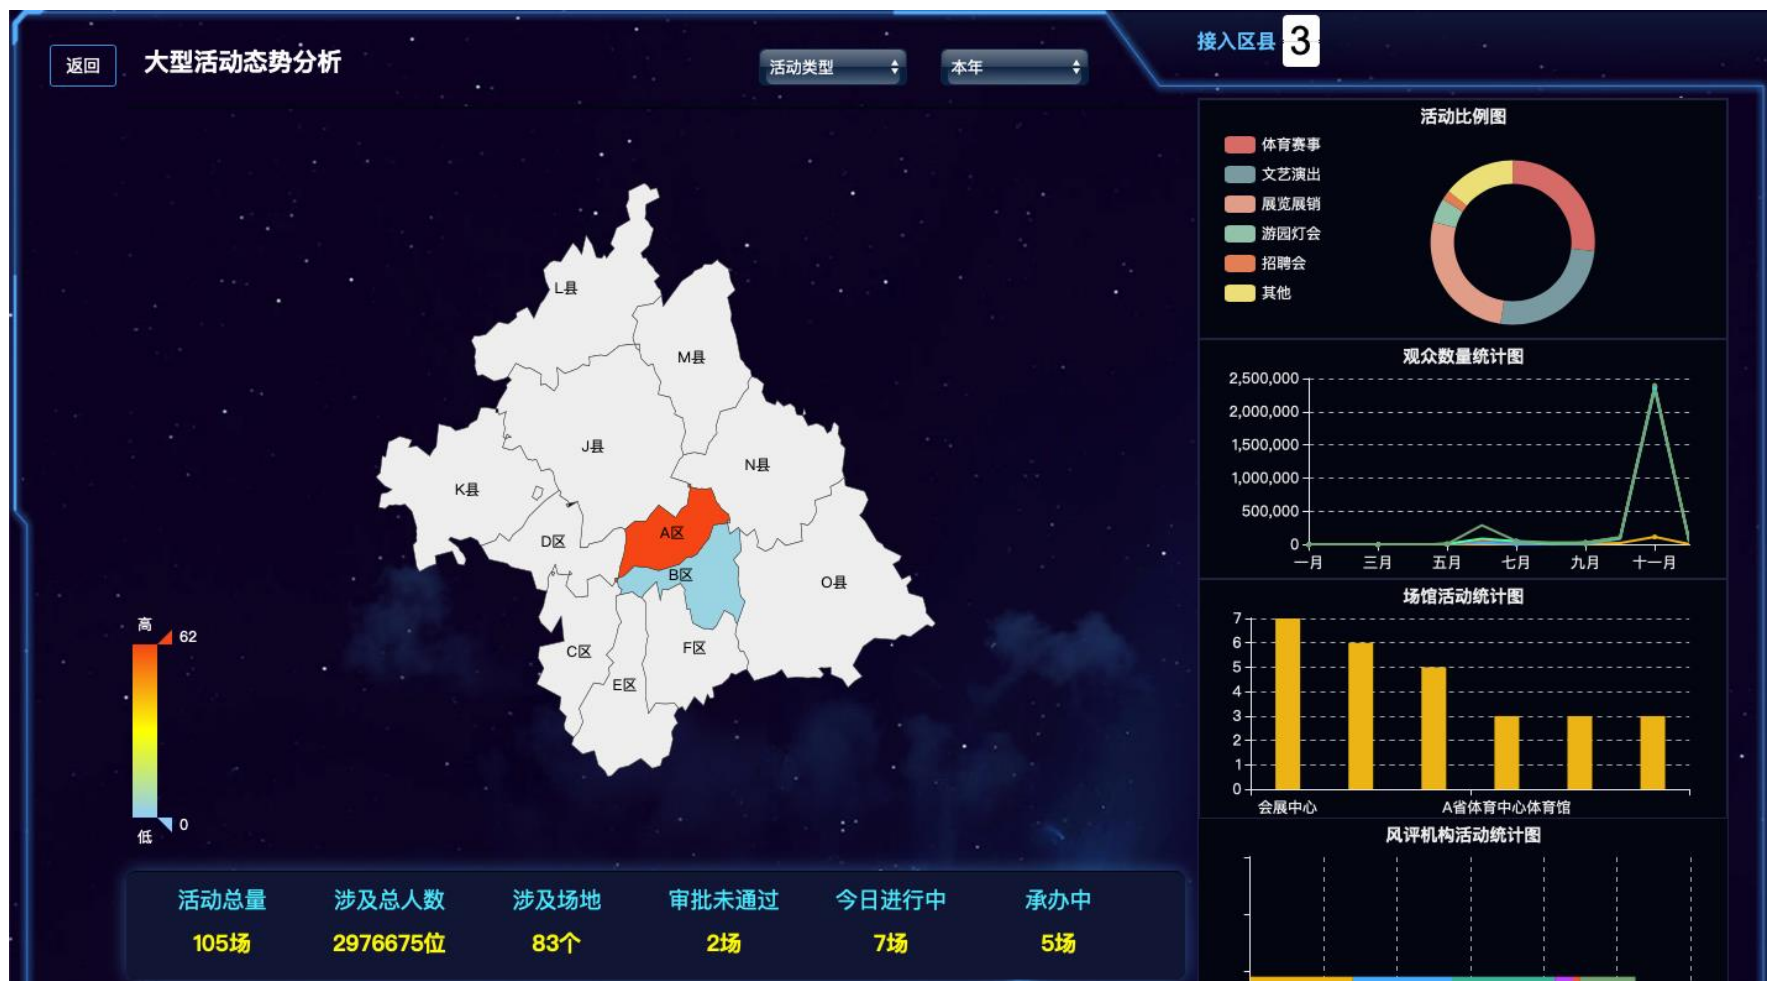 返回
大型活动态势分析
活动类型
本年
接入区县 3
L县
M县
J县
N县
K县
A区
D区
B区
O县
C区
F区
E区
高
62
0
低
活动总量
涉及总人数
涉及场地
审批未通过
今日进行中
承办中
105场
2976675位
83个
2场
7场
5场
活动比例图
体育赛事
文艺演出
展览展销
游园灯会
招聘会
其他
观众数量统计图
2,500,000
2,000,000
1,500,000
1,000,000
500,000
0
一月
三月
五月
七月
九月
十一月
场馆活动统计图
7
6
5
4
3
2
1
0
会展中心
A省体育中心体育馆
风评机构活动统计图